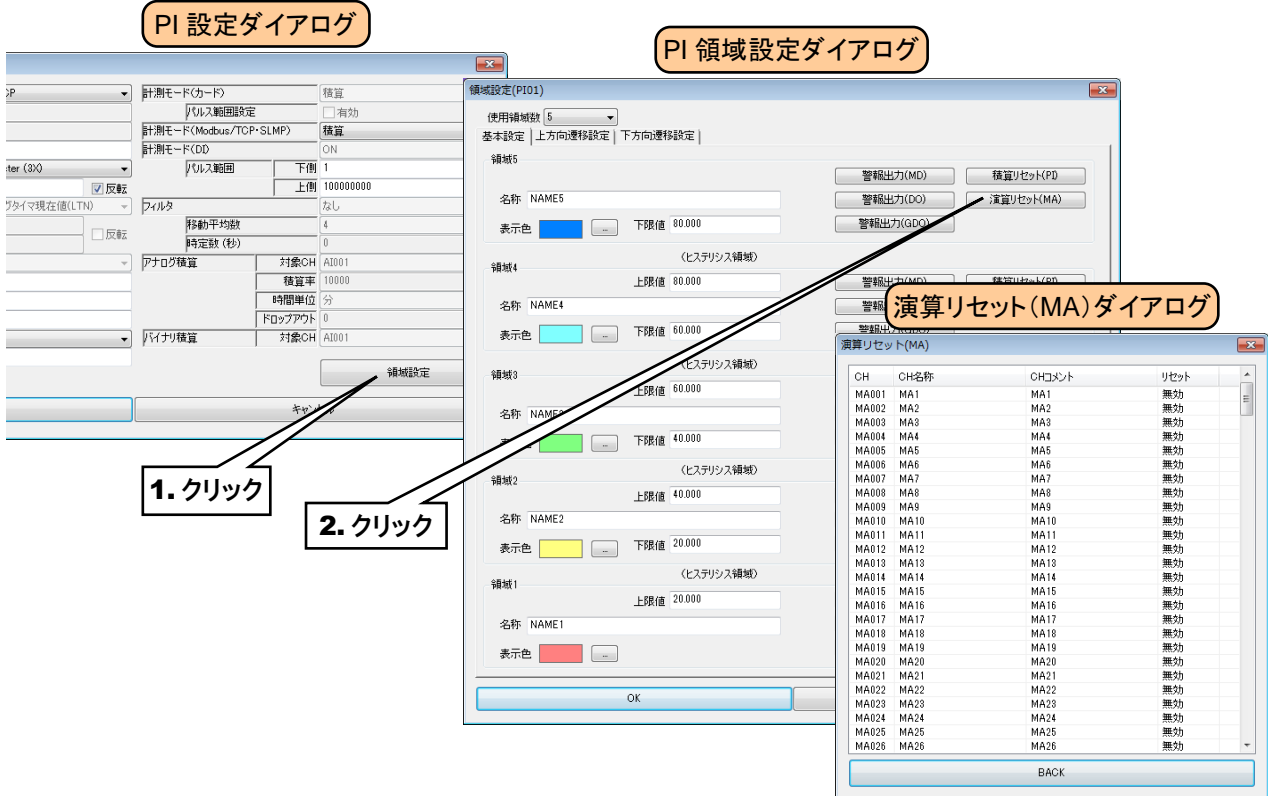 PI 設定ダイアログ
計測モード(カード) 積算
パルス範囲設定 有効
計測モード(Modbus/TCP・SLMP) 積算
計測モード(DI) ON
ster (3X) パルス範囲 下側 1
反転 上側 100000000
グタイマ現在値(LTN) フィルタ なし
反転 移動平均数 4
時定数 (秒) 0
アナログ積算 対象CH AI001
積算率 10000
時間単位 分
ドロップアウト 0
バイナリ積算 対象CH AI001
領域設定
1. クリック
PI 領域設定ダイアログ
領域設定(PI01)
使用領域数 5
基本設定 上方向遷移設定 下方向遷移設定
領域5
警報出力(MD) 積算リセット(PI)
名称 NAME5 警報出力(DO) 演算リセット(MA)
表示色 ... 下限値 80.000 警報出力(GDO)
(ヒステリシス領域)
領域4
上限値 80.000 警報出力(MD) 積算リセット(PI)
名称 NAME4
表示色 ... 下限値 60.000
(ヒステリシス領域)
領域3
上限値 60.000
名称
表示色 ... 下限値 40.000
(ヒステリシス領域)
領域2
上限値 40.000
名称 NAME2
表示色 ... 下限値 20.000
(ヒステリシス領域)
領域1
上限値 20.000
名称 NAME1
表示色 ...
OK
2. クリック
演算リセット(MA)ダイアログ
演算リセット(MA)
CH CH名称 CHコメント リセット
MA001 MA1 MA1 無効
MA002 MA2 MA2 無効
MA003 MA3 MA3 無効
MA004 MA4 MA4 無効
MA005 MA5 MA5 無効
MA006 MA6 MA6 無効
MA007 MA7 MA7 無効
MA008 MA8 MA8 無効
MA009 MA9 MA9 無効
MA010 MA10 MA10 無効
MA011 MA11 MA11 無効
MA012 MA12 MA12 無効
MA013 MA13 MA13 無効
MA014 MA14 MA14 無効
MA015 MA15 MA15 無効
MA016 MA16 MA16 無効
MA017 MA17 MA17 無効
MA018 MA18 MA18 無効
MA019 MA19 MA19 無効
MA020 MA20 MA20 無効
MA021 MA21 MA21 無効
MA022 MA22 MA22 無効
MA023 MA23 MA23 無効
MA024 MA24 MA24 無効
MA025 MA25 MA25 無効
MA026 MA26 MA26 無効
BACK